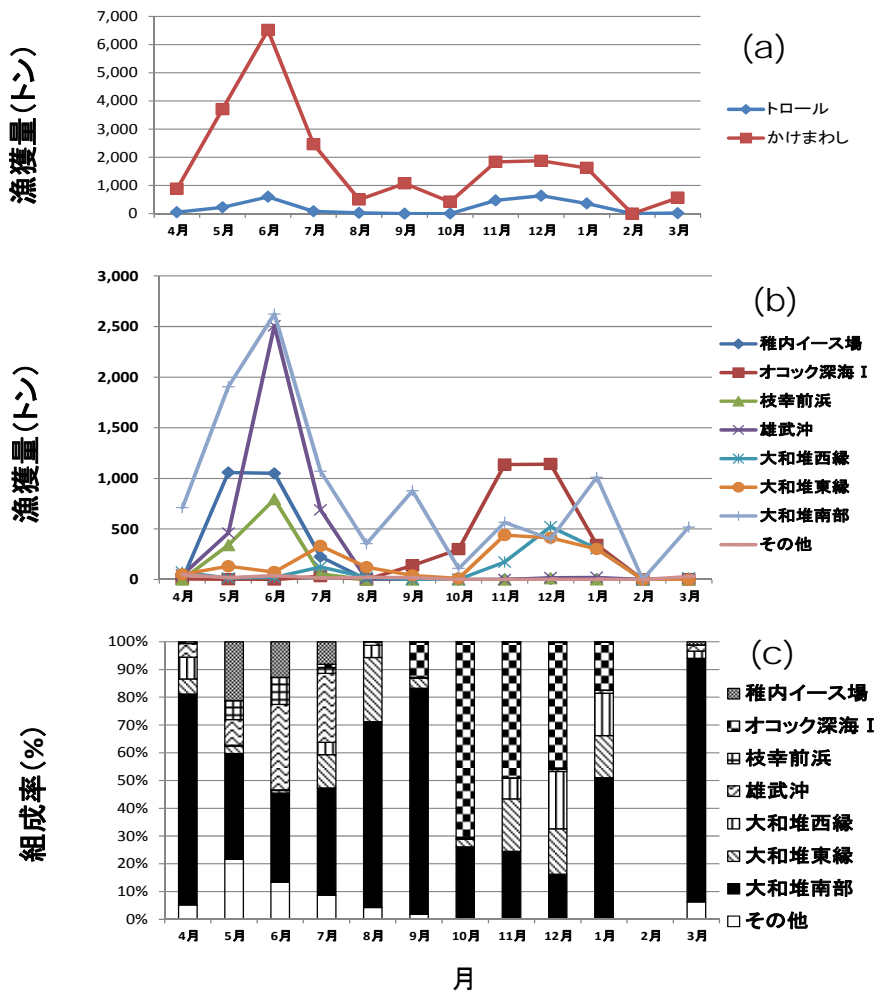 漁獲量(トン)
7,000
6,000
5,000
4,000
3,000
2,000
1,000
0
4月 5月 6月 7月 8月 9月 10月 11月 12月 1月 2月 3月
(a)
トロール
かけまわし
漁獲量(トン)
3,000
2,500
2,000
1,500
1,000
500
0
4月 5月 6月 7月 8月 9月 10月 11月 12月 1月 2月 3月
(b)
稚内イース場
オコック深海Ⅰ
枝幸前浜
雄武沖
大和堆西縁
大和堆東縁
大和堆南部
その他
組成率(%)
100%
90%
80%
70%
60%
50%
40%
30%
20%
10%
0%
4月 5月 6月 7月 8月 9月 10月 11月 12月 1月 2月 3月
(c)
稚内イース場
オコック深海Ⅰ
枝幸前浜
雄武沖
大和堆西縁
大和堆東縁
大和堆南部
その他
月